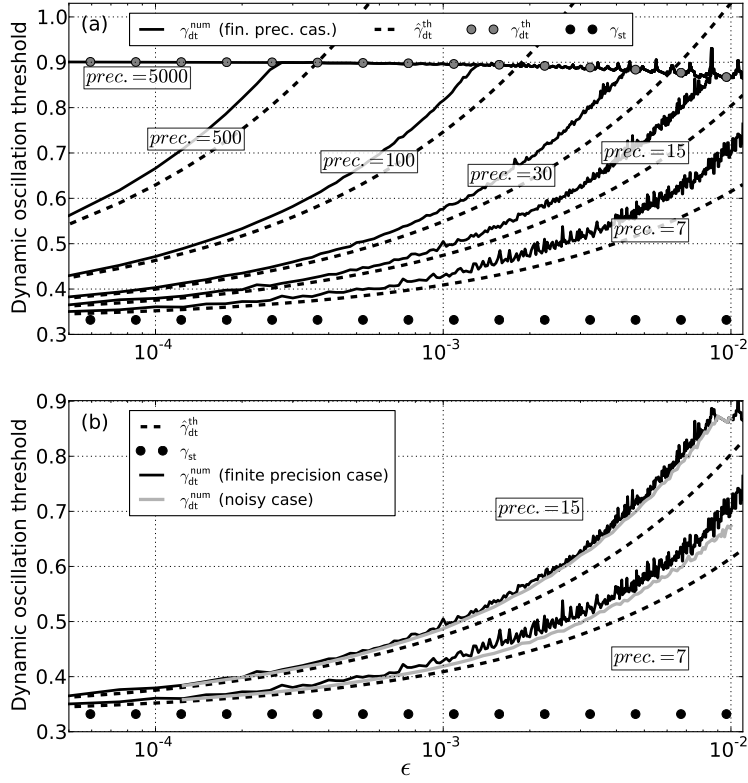 1.0
0.9
0.8
0.7
0.6
0.5
0.4
0.3
Dynamic oscillation threshold
(a)
γ_dt^num (fin. prec. cas.) γ̂_dt^th γ_dt^th γ_st
prec. = 5000
prec. = 500
prec. = 100
prec. = 30
prec. = 15
prec. = 7
10⁻⁴ 10⁻³ 10⁻²
0.9
0.8
0.7
0.6
0.5
0.4
0.3
Dynamic oscillation threshold
(b)
γ̂_dt^th
γ_st
γ_dt^num (finite precision case)
γ_dt^num (noisy case)
prec. = 15
prec. = 7
10⁻⁴ 10⁻³ 10⁻²
ϵ